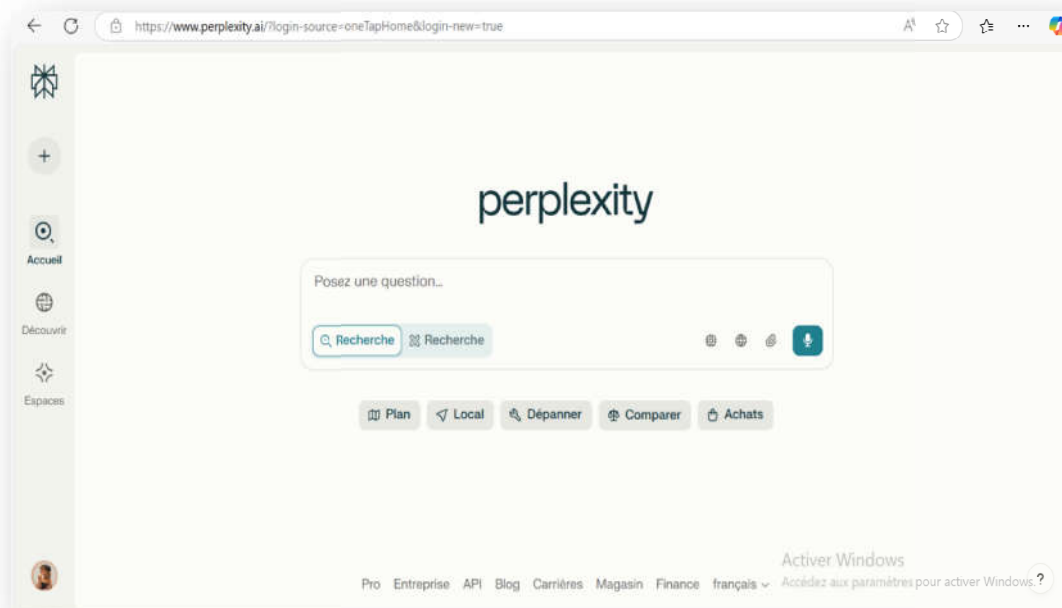 https://www.perplexity.ai/?login-source=oneTapHome&login-new=true
perplexity
Accueil
Découvrir
Espaces
Posez une question...
Recherche Recherche
Plan Local Dépanner Comparer Achats
Activer Windows
Accédez aux paramètres pour activer Windows. ?
Pro Entreprise API Blog Carrières Magasin Finance français